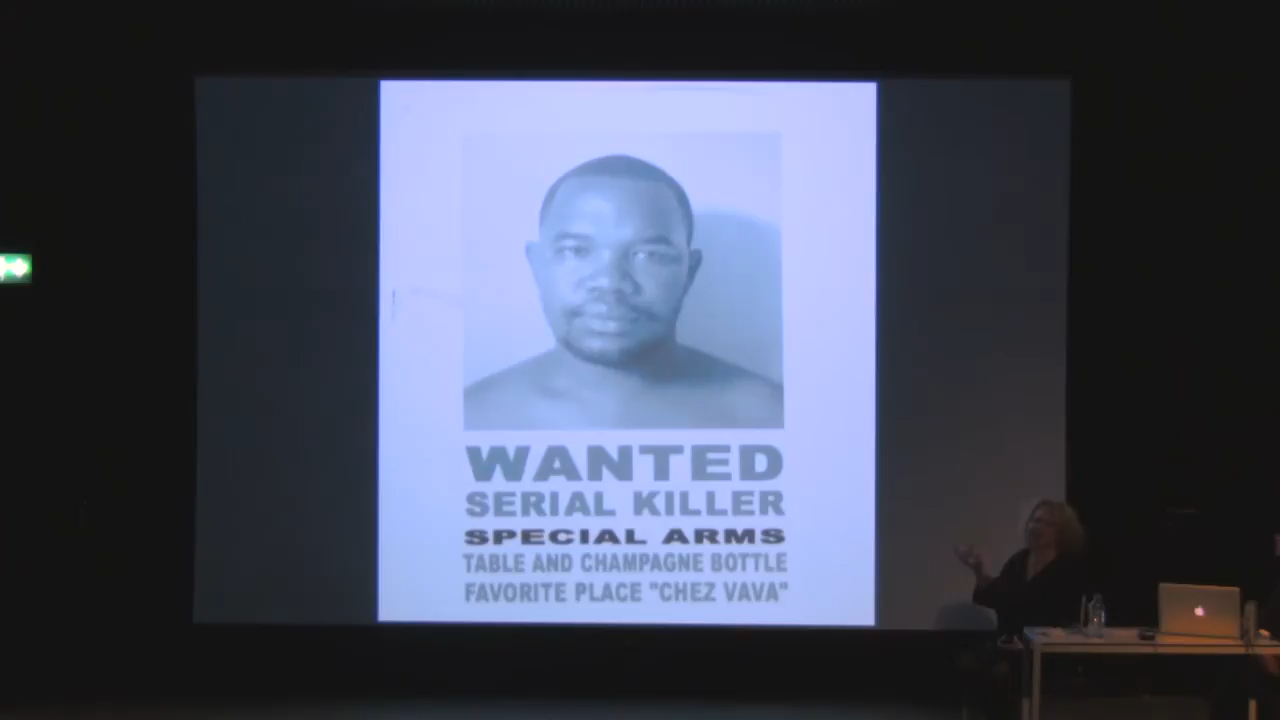 WANTED
SERIAL KILLER
SPECIAL ARMS
TABLE AND CHAMPAGNE BOTTLE
FAVORITE PLACE "CHEZ VAVA"